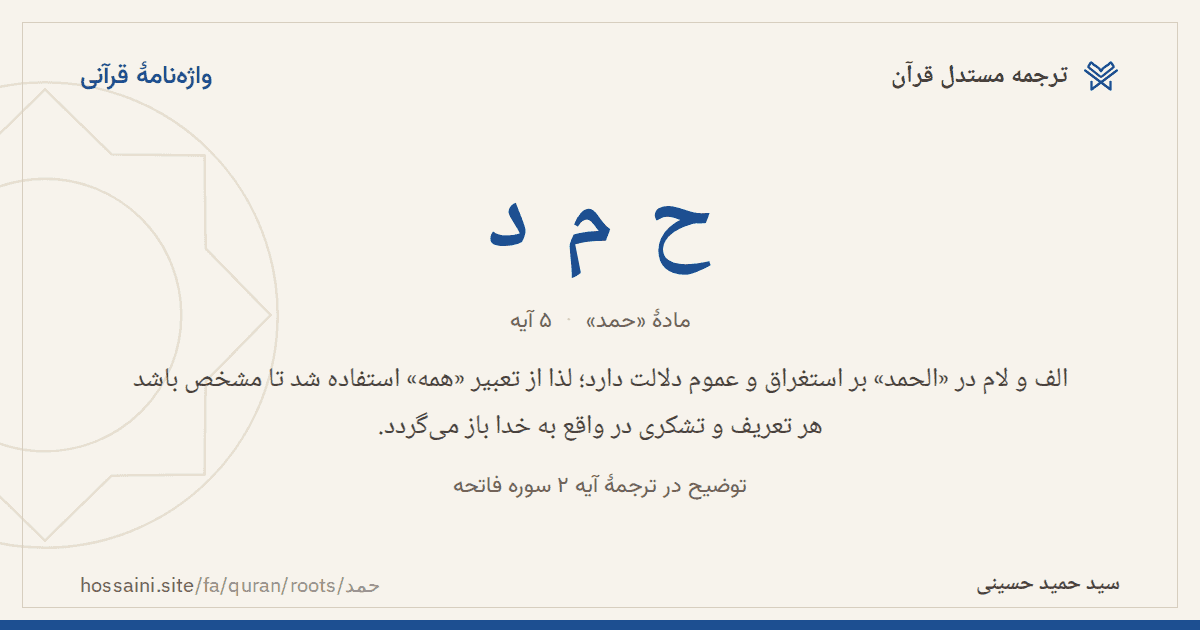 ترجمه مستدل قرآن
واژه‌نامهٔ قرآنی
ح م د
مادهٔ «حمد» · ۵ آیه
الف و لام در «الحمد» بر استغراق و عموم دلالت دارد؛ لذا از تعبیر «همه» استفاده شد تا مشخص باشد
هر تعریف و تشکری در واقع به خدا باز می‌گردد.
توضیح در ترجمهٔ آیه ۲ سوره فاتحه
سید حمید حسینی
hossaini.site/fa/quran/roots/حمد